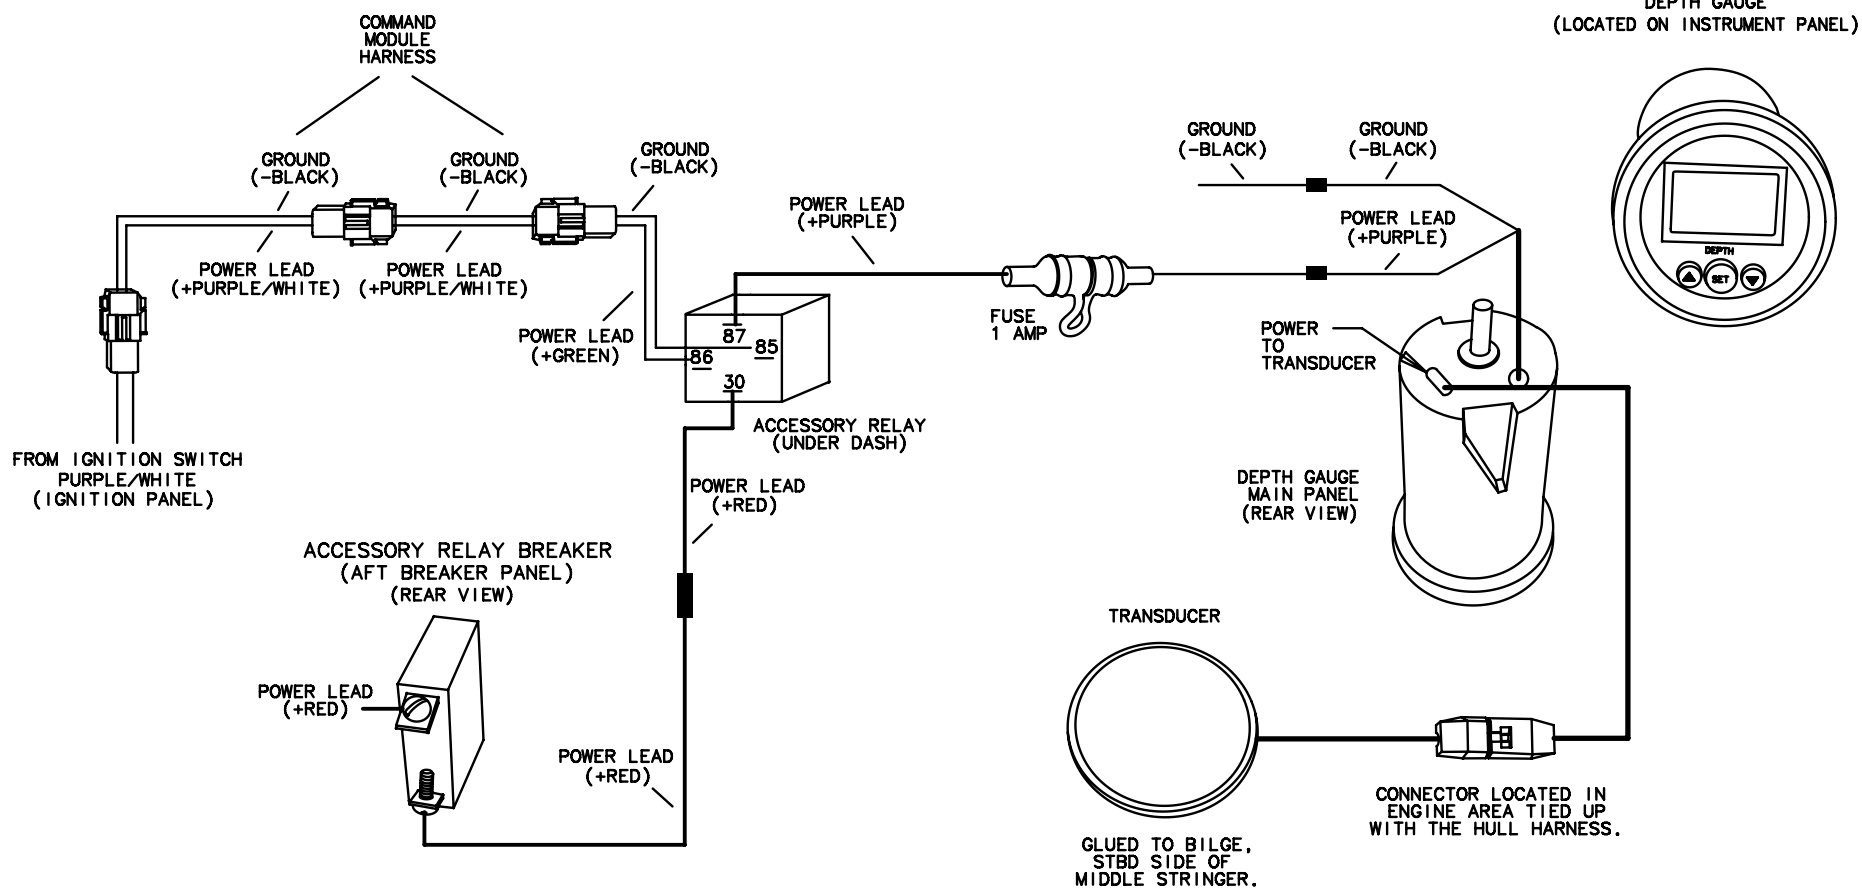 DEPTH GAUGE
(LOCATED ON INSTRUMENT PANEL)
COMMAND
MODULE
HARNESS
GROUND
(-BLACK)
GROUND
(-BLACK)
GROUND
(-BLACK)
POWER LEAD
(+PURPLE/WHITE)
POWER LEAD
(+PURPLE/WHITE)
POWER LEAD
(+GREEN)
POWER LEAD
(+PURPLE)
FUSE
1 AMP
GROUND
(-BLACK)
GROUND
(-BLACK)
POWER LEAD
(+PURPLE)
DEPTH
SET
87
86
85
30
ACCESSORY RELAY
(UNDER DASH)
POWER
TO
TRANSDUCER
FROM IGNITION SWITCH
PURPLE/WHITE
(IGNITION PANEL)
POWER LEAD
(+RED)
DEPTH GAUGE
MAIN PANEL
(REAR VIEW)
ACCESSORY RELAY BREAKER
(AFT BREAKER PANEL)
(REAR VIEW)
POWER LEAD
(+RED)
POWER LEAD
(+RED)
TRANSDUCER
GLUED TO BILGE,
STBD SIDE OF
MIDDLE STRINGER.
CONNECTOR LOCATED IN
ENGINE AREA TIED UP
WITH THE HULL HARNESS.